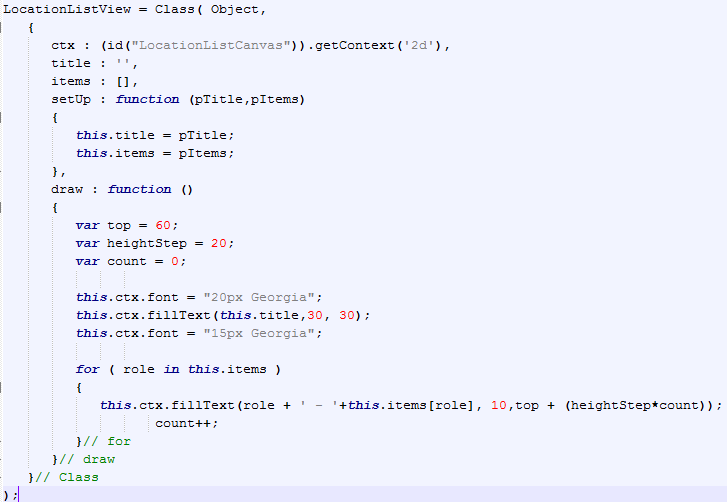 LocationListView = Class( Object,
{
ctx : (id("LocationListCanvas")).getContext('2d'),
title : '',
items : [],
setUp : function (pTitle,pItems)
{
this.title = pTitle;
this.items = pItems;
},
draw : function ()
{
var top = 60;
var heightStep = 20;
var count = 0;
this.ctx.font = "20px Georgia";
this.ctx.fillText(this.title,30, 30);
this.ctx.font = "15px Georgia";
for ( role in this.items )
{
this.ctx.fillText(role + ' - '+this.items[role], 10,top + (heightStep*count));
count++;
}// for
}// draw
}// Class
);